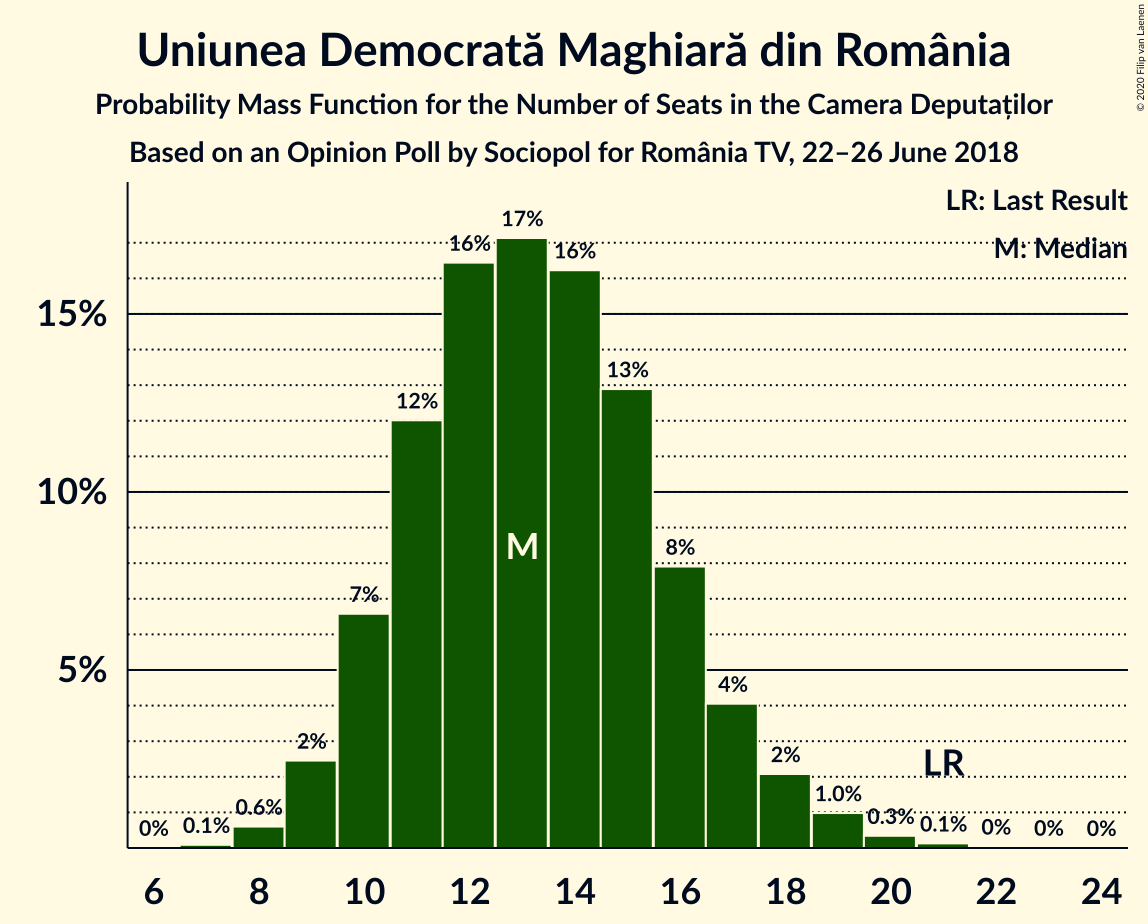 Uniunea Democrată Maghiară din România
Probability Mass Function for the Number of Seats in the Camera Deputaților
Based on an Opinion Poll by Sociopol for România TV, 22–26 June 2018
© 2020 Filip van Laenen
LR: Last Result
M: Median
15%
10%
5%
0%
0.1%
0.6%
2%
7%
12%
16%
17%
16%
13%
8%
4%
2%
1.0%
0.3%
0.1%
0%
0%
0%
M
LR
6 8 10 12 14 16 18 20 22 24